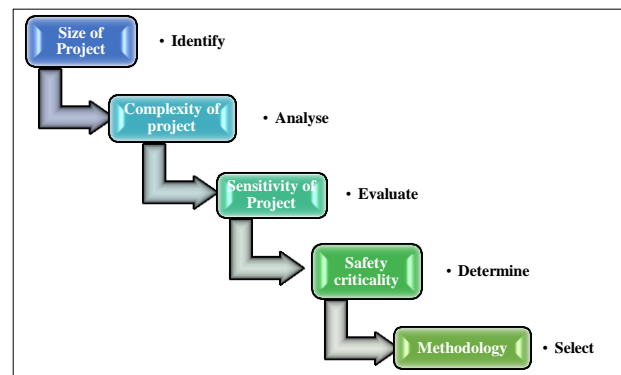 Size of
Project
• Identify
Complexity of
project
• Analyse
Sensitivity of
Project
• Evaluate
Safety
criticality
• Determine
Methodology
• Select